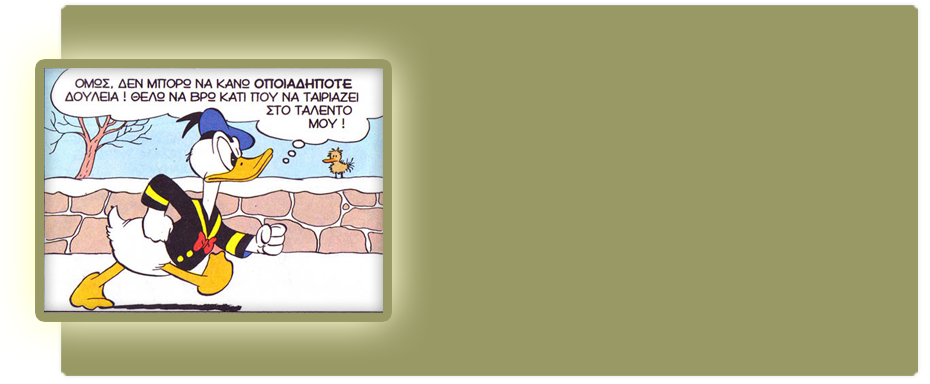 ΟΜΩΣ, ΔΕΝ ΜΠΟΡΩ ΝΑ ΚΑΝΩ ΟΠΟΙΑΔΗΠΟΤΕ
ΔΟΥΛΕΙΑ ! ΘΕΛΩ ΝΑ ΒΡΩ ΚΑΤΙ ΠΟΥ ΝΑ ΤΑΙΡΙΑΖΕΙ
ΣΤΟ ΤΑΛΕΝΤΟ
ΜΟΥ !